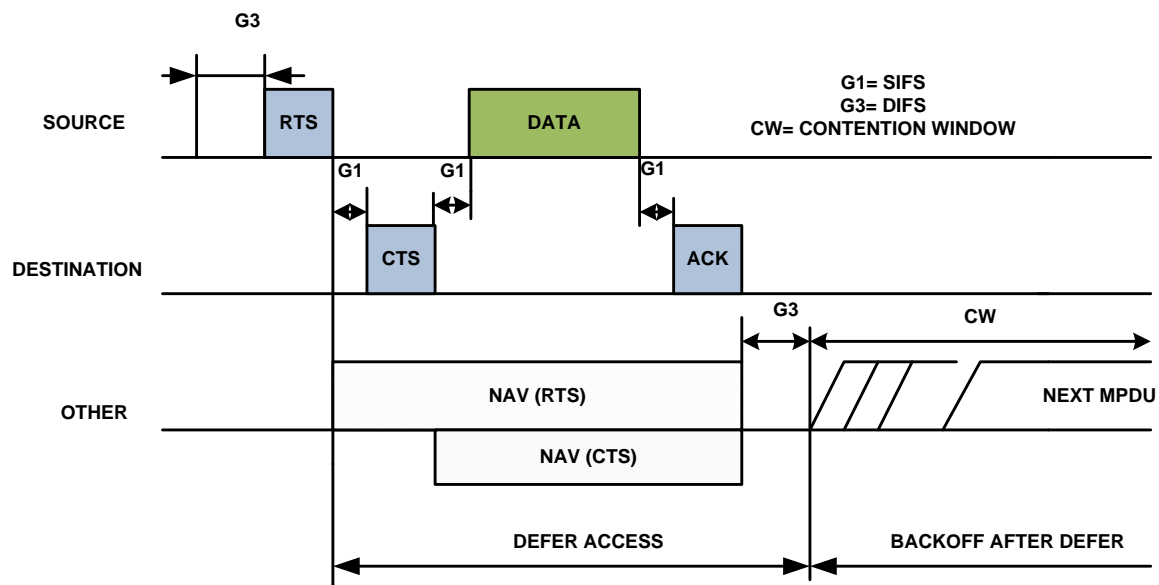 G3
G1= SIFS
G3= DIFS
CW= CONTENTION WINDOW
SOURCE
RTS
DATA
G1
G1
G1
DESTINATION
CTS
ACK
G3
CW
OTHER
NAV (RTS)
NEXT MPDU
NAV (CTS)
DEFER ACCESS
BACKOFF AFTER DEFER